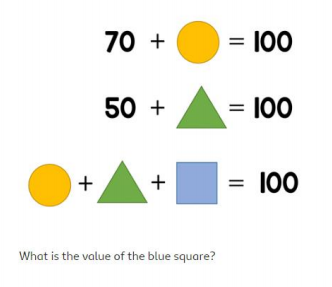 70 + = 100
50 + = 100
+ + = 100
What is the value of the blue square?